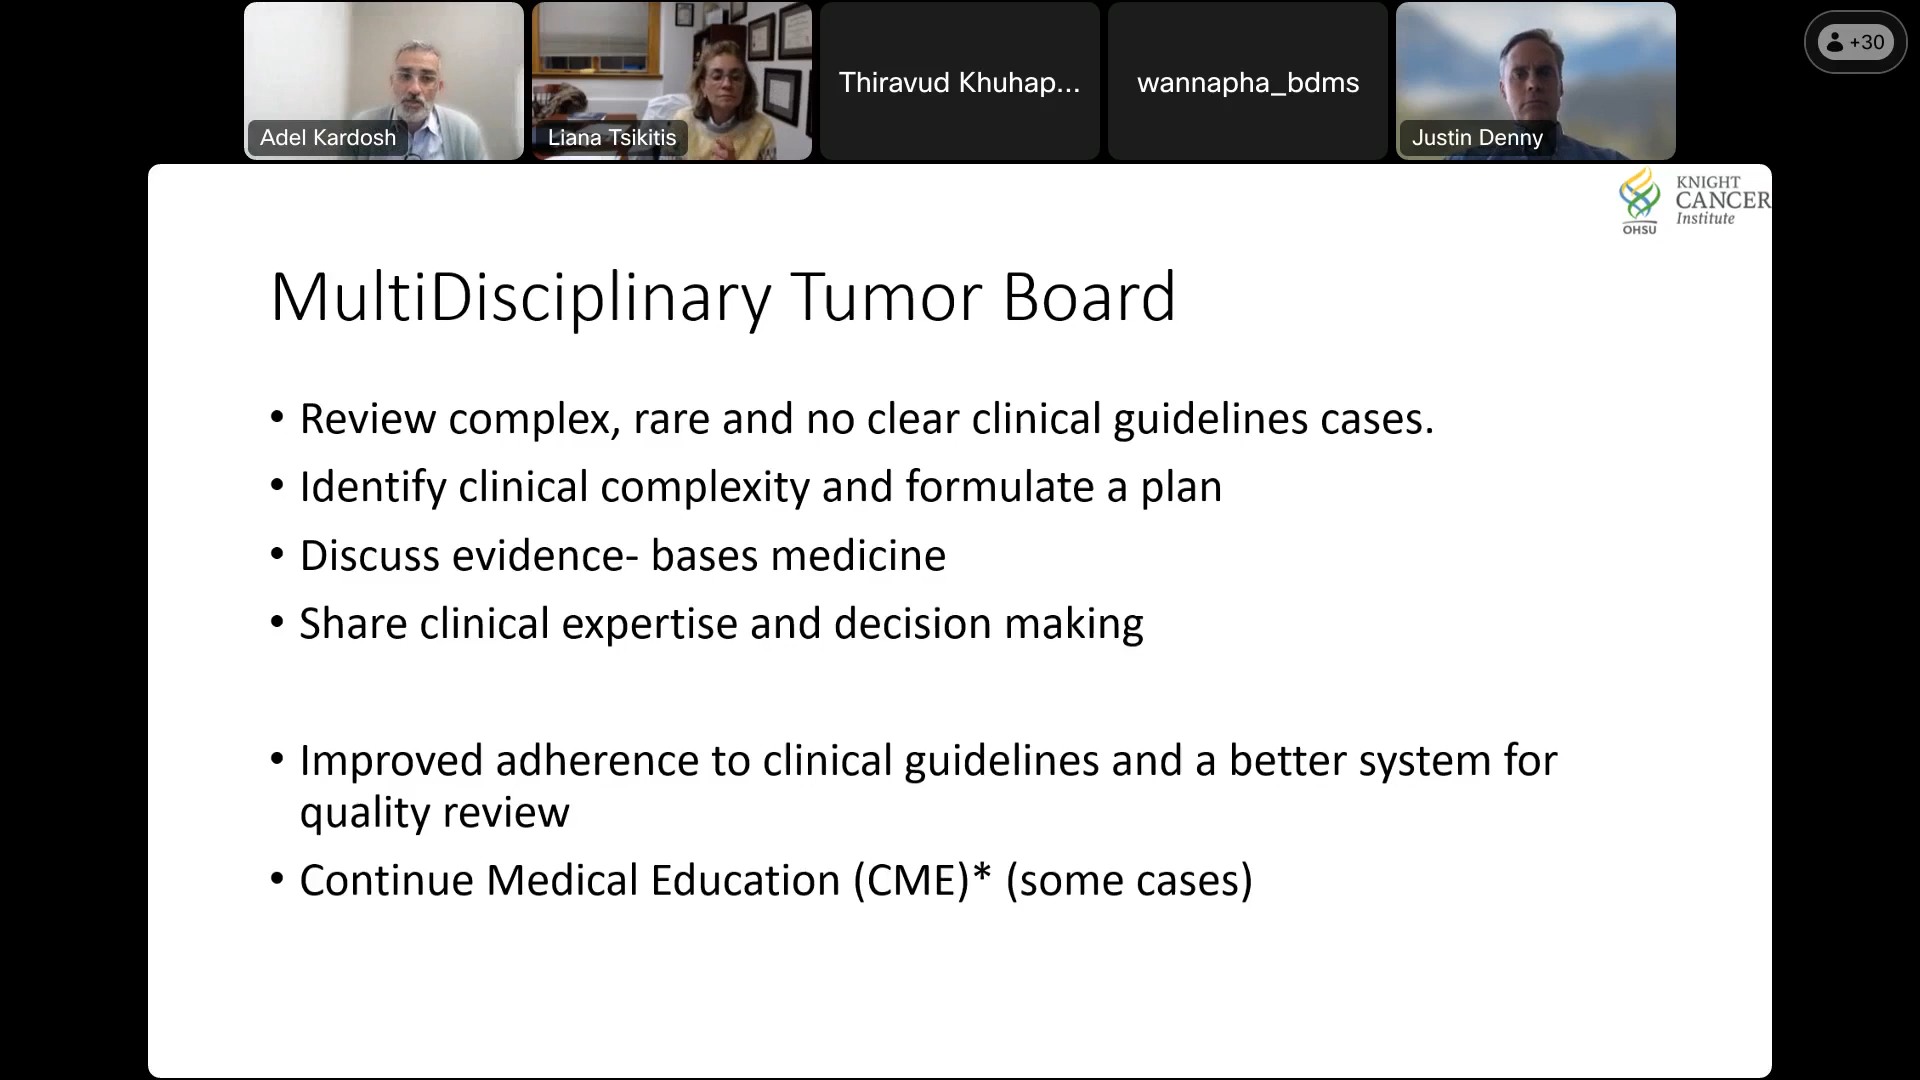 Adel Kardosh
Liana Tsikitis
Thiravud Khuhap...
wannapha_bdms
Justin Denny
+30
KNIGHT
CANCER
Institute
OHSU
MultiDisciplinary Tumor Board
• Review complex, rare and no clear clinical guidelines cases.
• Identify clinical complexity and formulate a plan
• Discuss evidence- bases medicine
• Share clinical expertise and decision making
• Improved adherence to clinical guidelines and a better system for
quality review
• Continue Medical Education (CME)* (some cases)